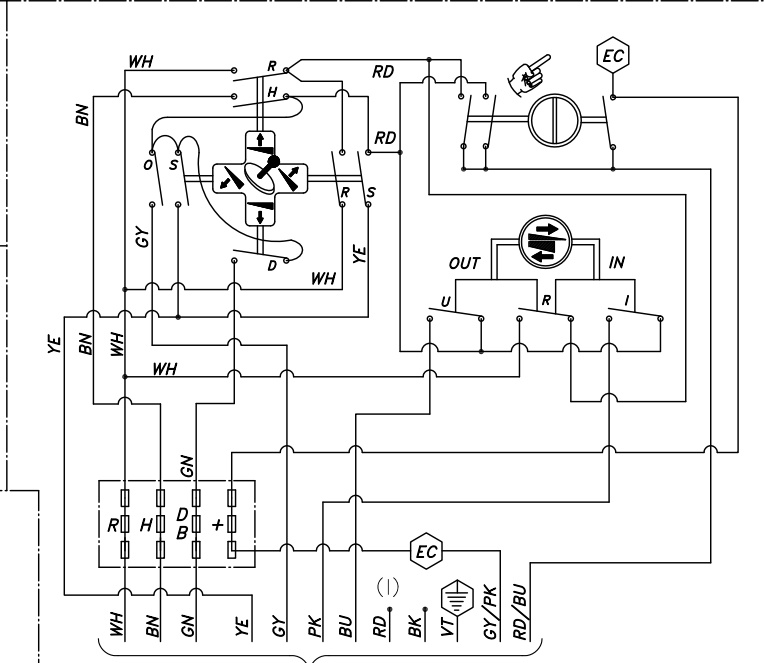 WH
R
RD
EC
BN
H
RD
O
S
R
S
GY
YE
D
WH
OUT
IN
U
R
I
YE
BN
WH
WH
GN
R
H
D
B
+
EC
(|)
WH
BN
GN
YE
GY
PK
BU
RD
BK
VT
GY/PK
RD/BU